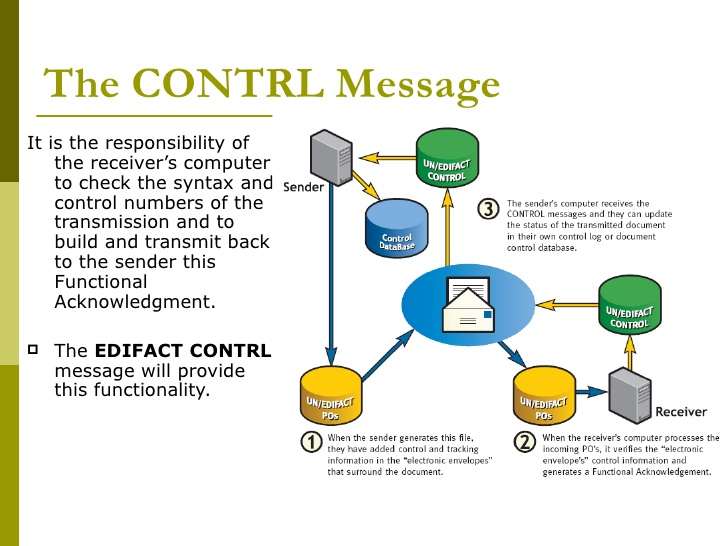 The CONTRL Message
It is the responsibility of
the receiver’s computer
to check the syntax and
control numbers of the
transmission and to
build and transmit back
to the sender this
Functional
Acknowledgment.
The EDIFACT CONTRL
message will provide
this functionality.
Sender
UN/EDIFACT
CONTROL
Control
DataBase
3
The sender's computer receives the
CONTROL messages and they can update
the status of the transmitted document
in their own control log or document
control database.
UN/EDIFACT
CONTROL
UN/EDIFACT
POs
UN/EDIFACT
POs
Receiver
1
When the sender generates this file,
they have added control and tracking
information in the “electronic envelopes”
that surround the document.
2
When the receiver's computer processes the
incoming PO's, it verifies the “electronic
envelope's” control information and
generates a Functional Acknowledgement.